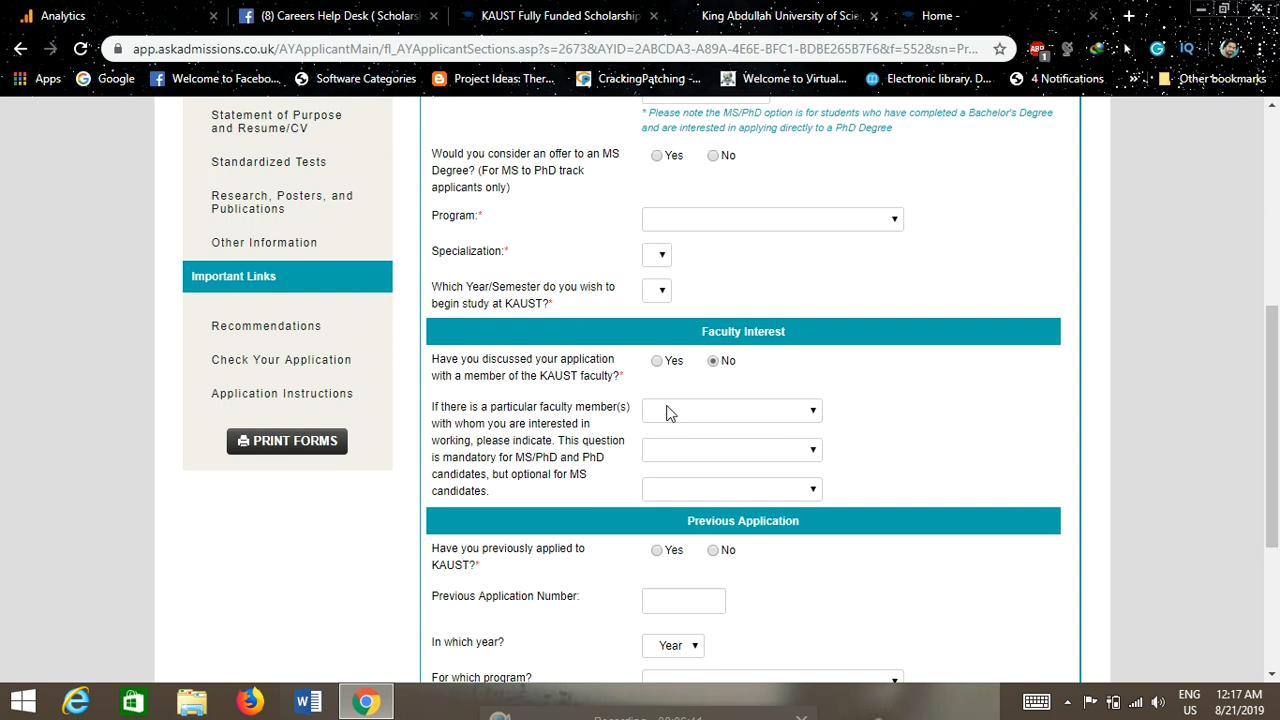 Analytics
(8) Careers Help Desk ( Scholars
KAUST Fully Funded Scholarship
King Abdullah University of Scie
Home -
app.askadmissions.co.uk/AYApplicantMain/fl_AYApplicantSections.asp?s=2673&AYID=2ABCDA3-A89A-4E6E-BFC1-BDBE265B7F6&f=552&sn=Pr...
Apps
Google
Welcome to Facebo...
Software Categories
Project Ideas: Ther...
CrackingPatching -...
Welcome to Virtual...
Electronic library. D...
4 Notifications
Other bookmarks
Statement of Purpose
and Resume/CV
Standardized Tests
Research, Posters, and
Publications
Other Information
Important Links
Recommendations
Check Your Application
Application Instructions
PRINT FORMS
* Please note the MS/PhD option is for students who have completed a Bachelor's Degree
and are interested in applying directly to a PhD Degree
Would you consider an offer to an MS
Degree? (For MS to PhD track
applicants only)
Yes No
Program:*
Specialization:*
Which Year/Semester do you wish to
begin study at KAUST?*
Faculty Interest
Have you discussed your application
with a member of the KAUST faculty?*
Yes No
If there is a particular faculty member(s)
with whom you are interested in
working, please indicate. This question
is mandatory for MS/PhD and PhD
candidates, but optional for MS
candidates.
Previous Application
Have you previously applied to
KAUST?*
Yes No
Previous Application Number:
In which year?
Year
For which program?
ENG
US
12:17 AM
8/21/2019